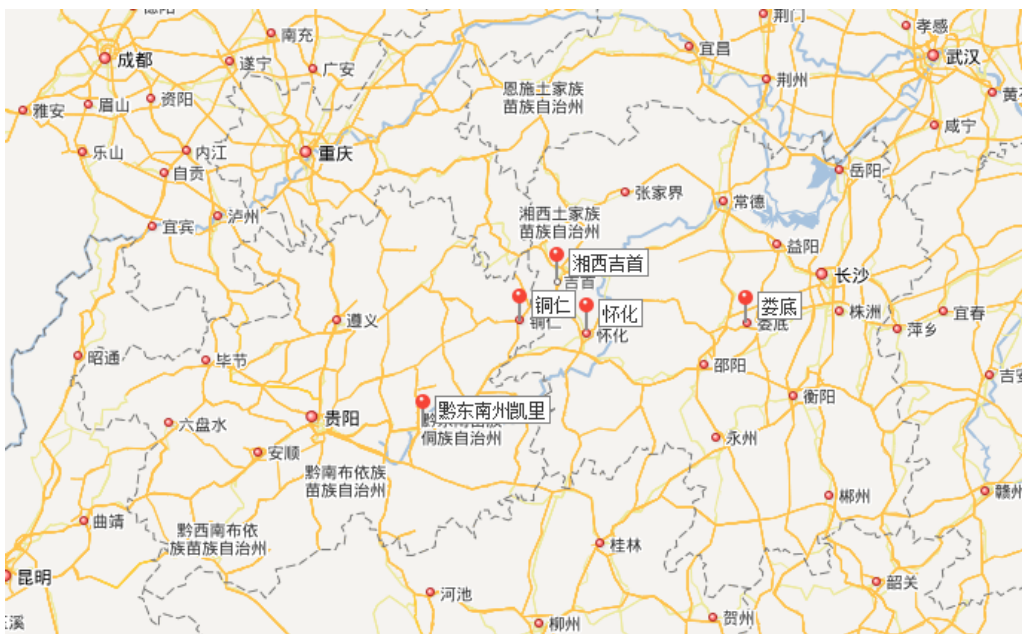 德阳
南充
荆门
孝感
成都
遂宁
广安
宜昌
武汉
荆州
恩施土家族
苗族自治州
雅安
眉山
资阳
咸宁
乐山
内江
重庆
自贡
岳阳
张家界
常德
泸州
宜宾
湘西土家族
苗族自治州
益阳
湘西吉首
吉首
长沙
铜仁
铜仁
怀化
怀化
娄底
娄底
株洲
宜春
萍乡
遵义
昭通
毕节
邵阳
衡阳
黔东南州凯里
侗族自治州
贵阳
六盘水
安顺
永州
黔南布依族
苗族自治州
郴州
赣州
曲靖
黔西南布依
族苗族自治州
桂林
昆明
韶关
河池
柳州
贺州